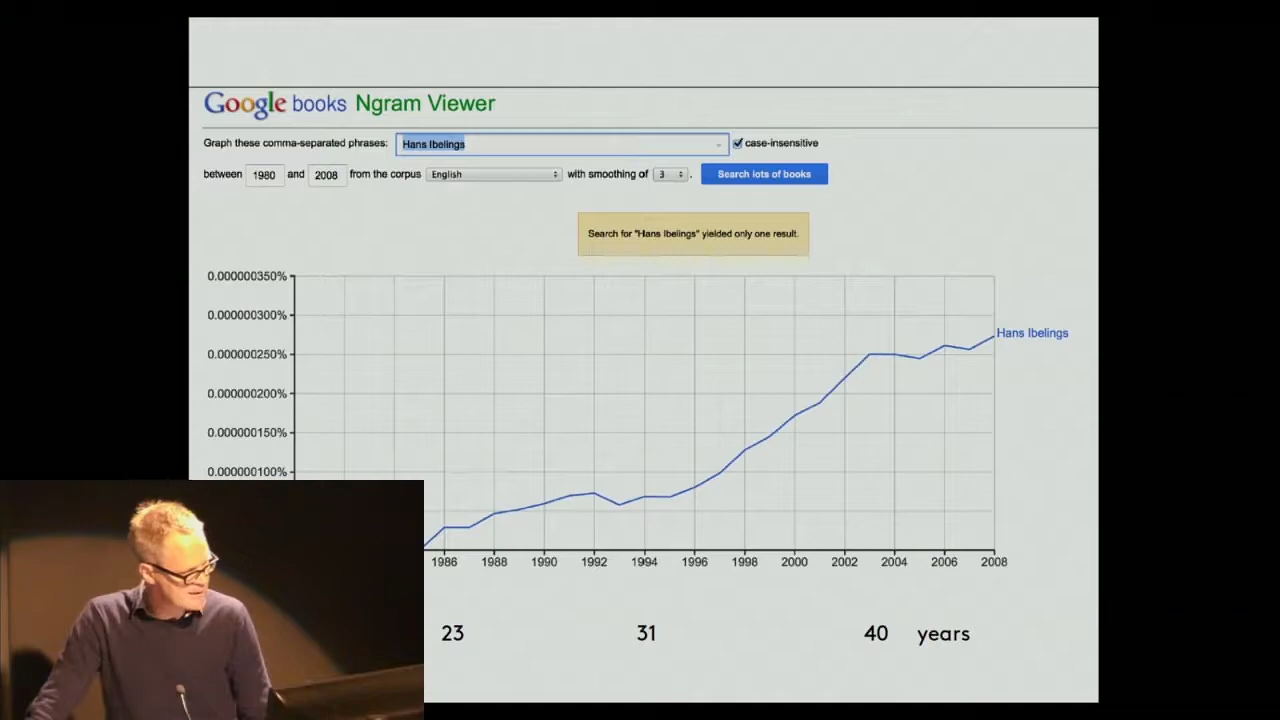 Google books Ngram Viewer
Graph these comma-separated phrases: Hans Ibelings case-insensitive
between 1980 and 2008 from the corpus English with smoothing of 3 . Search lots of books
Search for "Hans Ibelings" yielded only one result.
0.000000350%
0.000000300%
Hans Ibelings
0.000000250%
0.000000200%
0.000000150%
0.000000100%
1986 1988 1990 1992 1994 1996 1998 2000 2002 2004 2006 2008
23 31 40 years